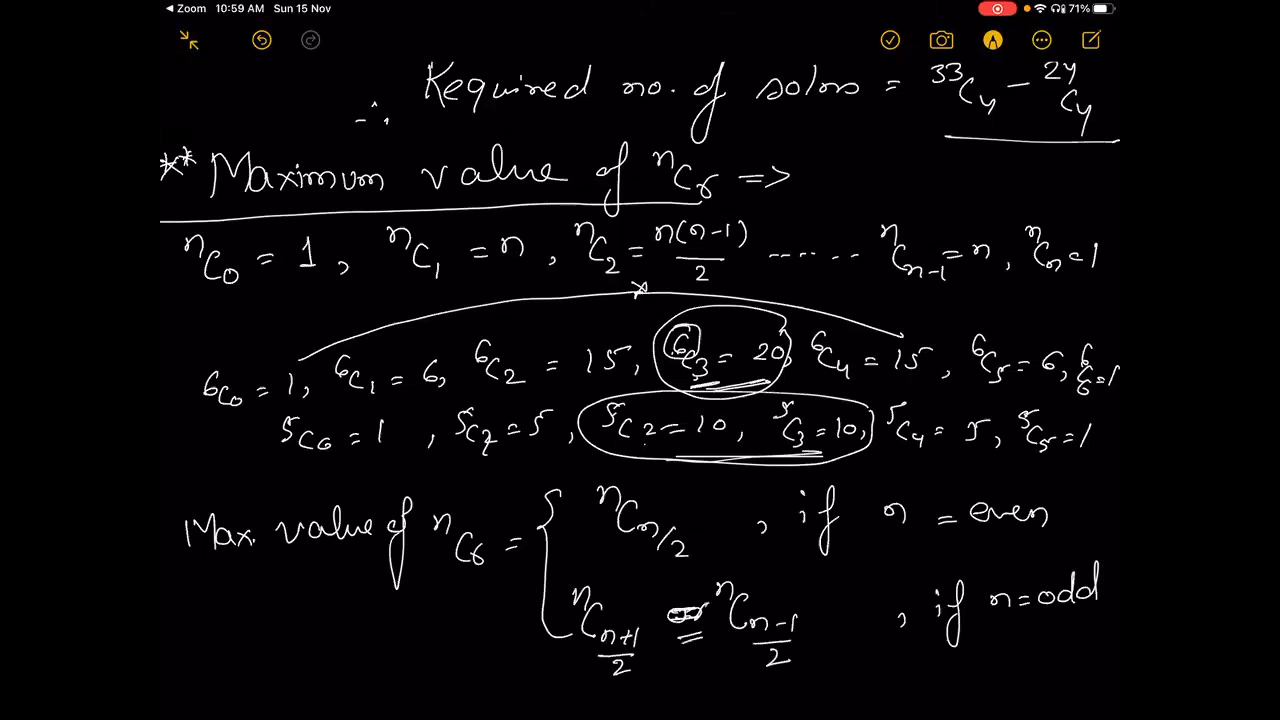 Zoom 10:59 AM Sun 15 Nov 71%
∴ Required no. of solns = ³³C₄ - ²⁴C₄
** Maximum value of ⁿCᵣ =>
ⁿC₀ = 1, ⁿC₁ = n, ⁿC₂ = n(n-1)/2 ...... ⁿCₙ₋₁ = n, ⁿCₙ = 1
⁶C₀ = 1, ⁶C₁ = 6, ⁶C₂ = 15, ⁶C₃ = 20, ⁶C₄ = 15, ⁶C₅ = 6, ⁶C₆ = 1
⁵C₀ = 1, = 5, ⁵C₂ = 10, ⁵C₃ = 10, ⁵C₄ = 5, ⁵C₅ = 1
Max. value of ⁿCᵣ = { ⁿC n/2 , if n = even
ⁿC (n+1)/2 = ⁿC (n-1)/2 , if n = odd